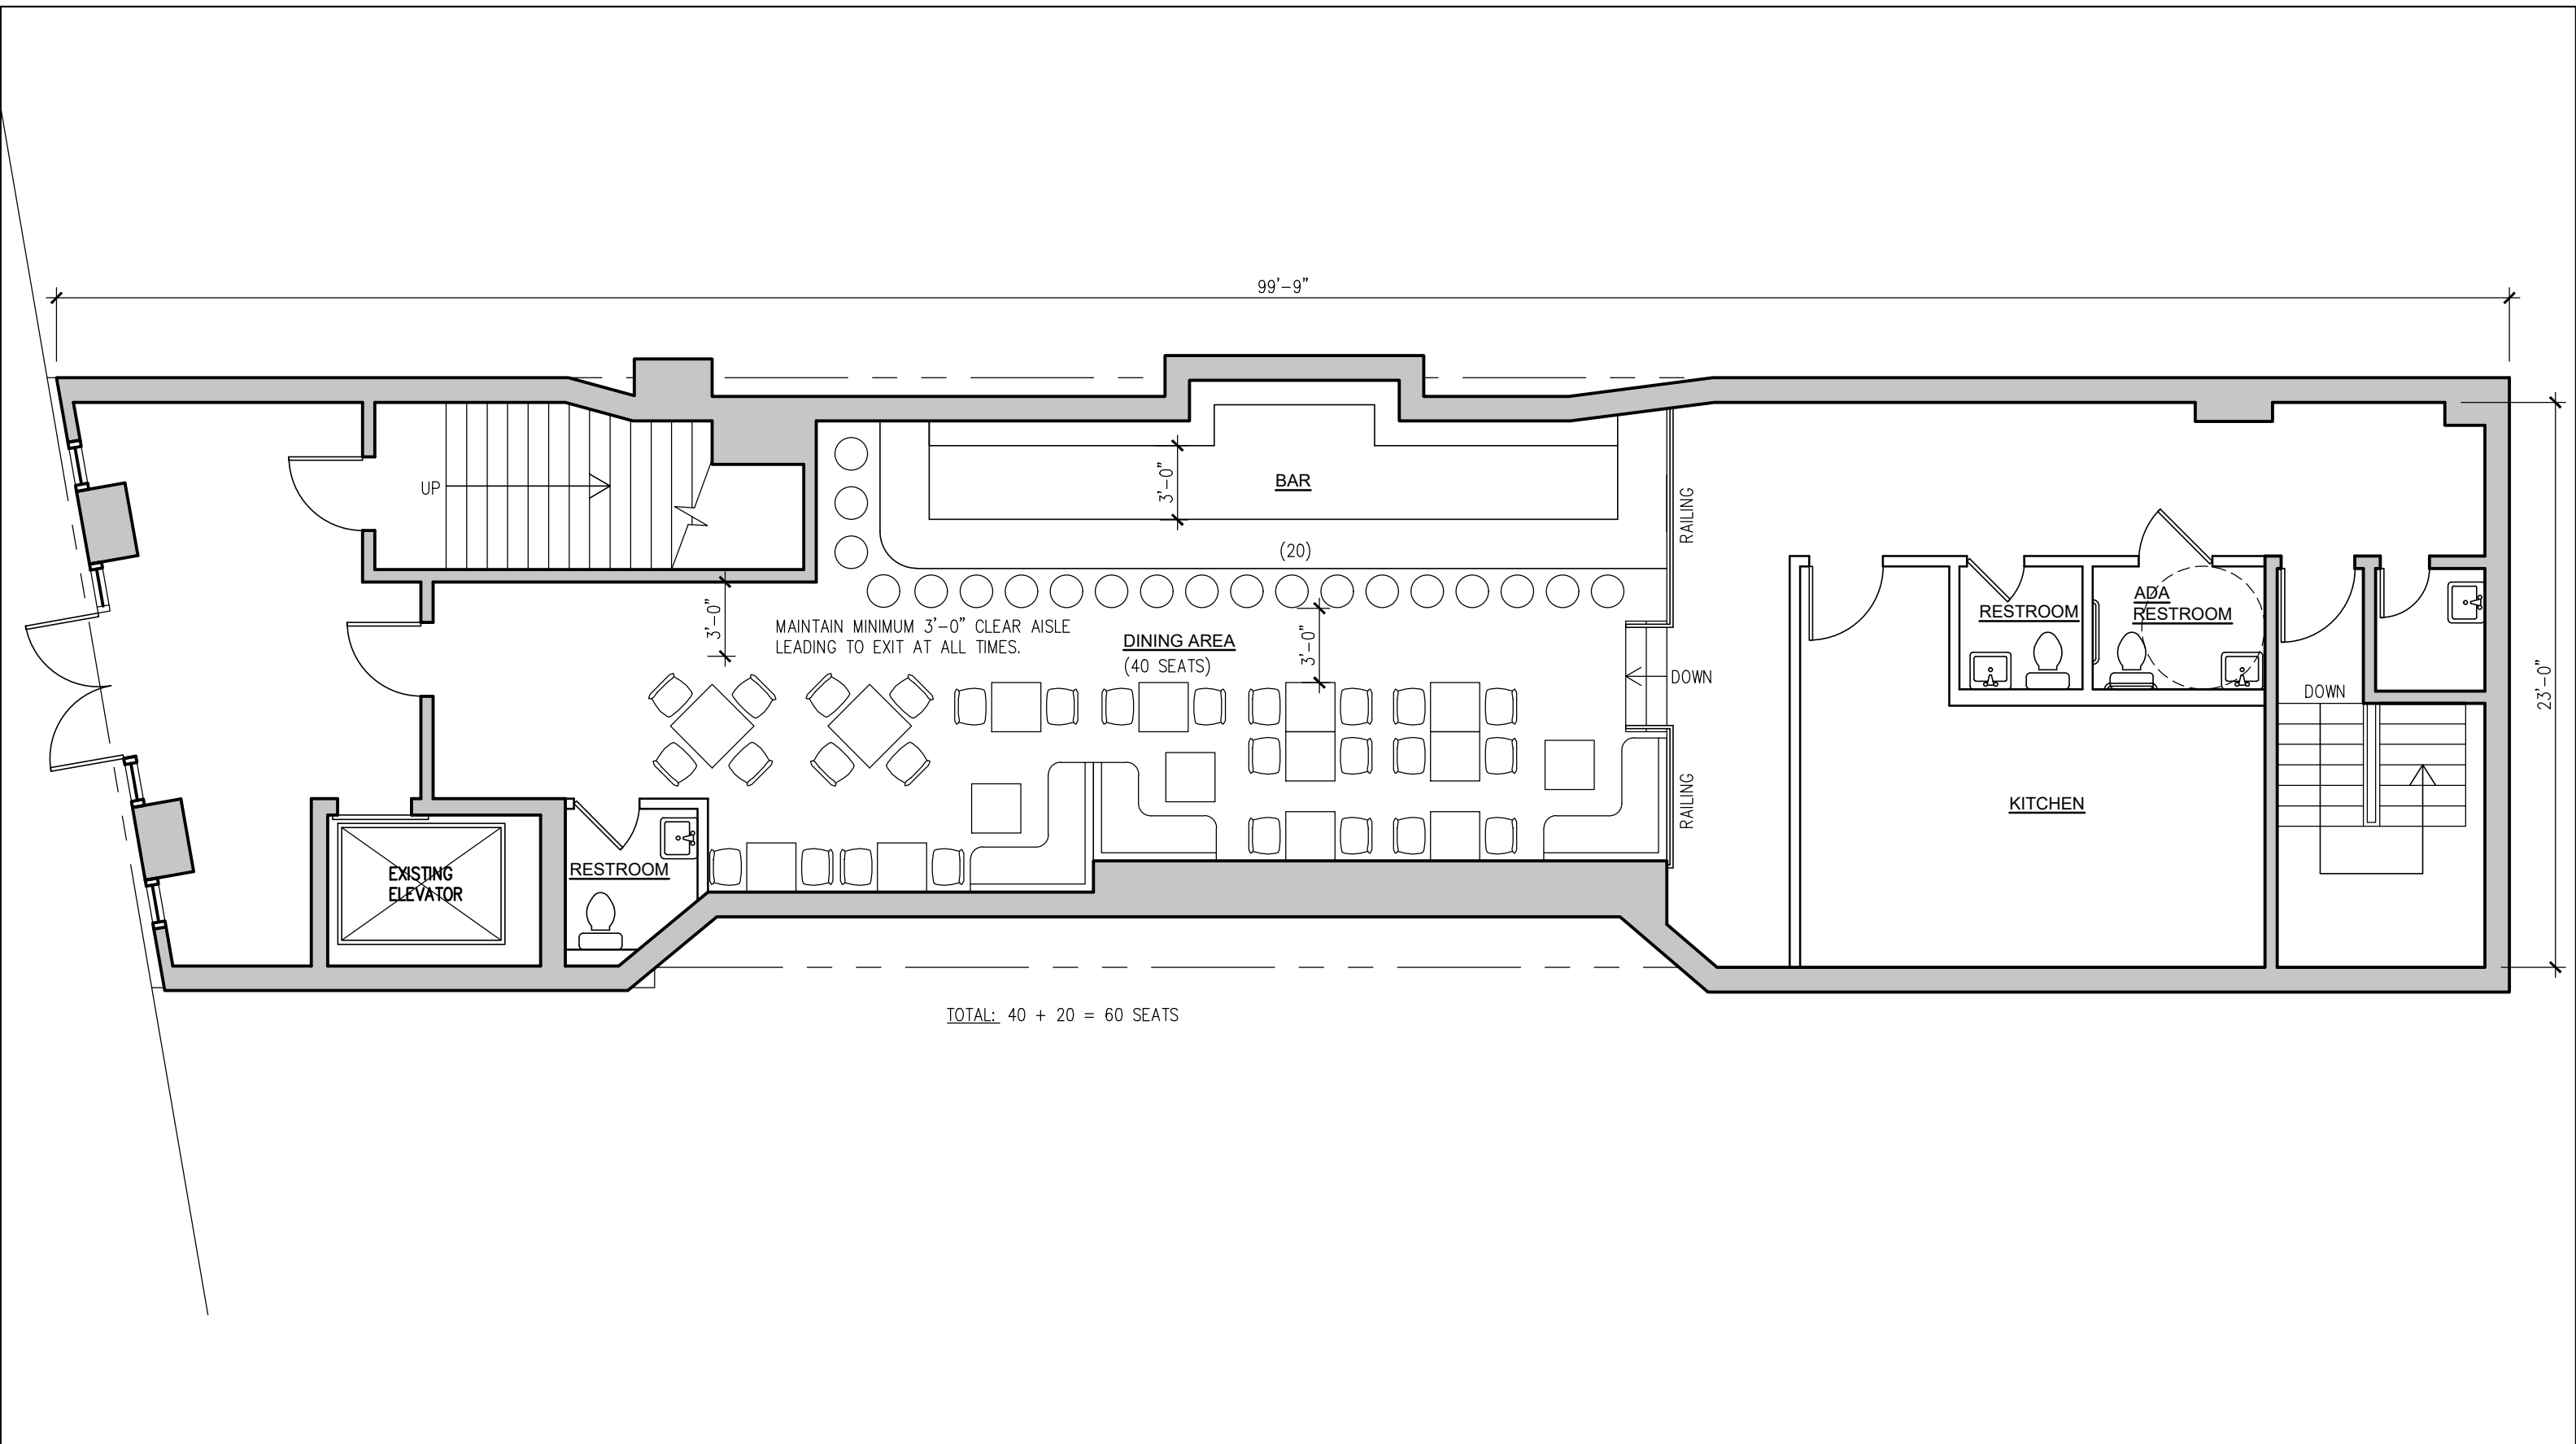 99'-9"
UP
3'-0"
BAR
RAILING
(20)
3'-0"
MAINTAIN MINIMUM 3'-0" CLEAR AISLE
LEADING TO EXIT AT ALL TIMES.
DINING AREA
(40 SEATS)
3'-0"
DOWN
RESTROOM
ADA
RESTROOM
DOWN
23'-0"
RAILING
KITCHEN
EXISTING
ELEVATOR
RESTROOM
TOTAL: 40 + 20 = 60 SEATS